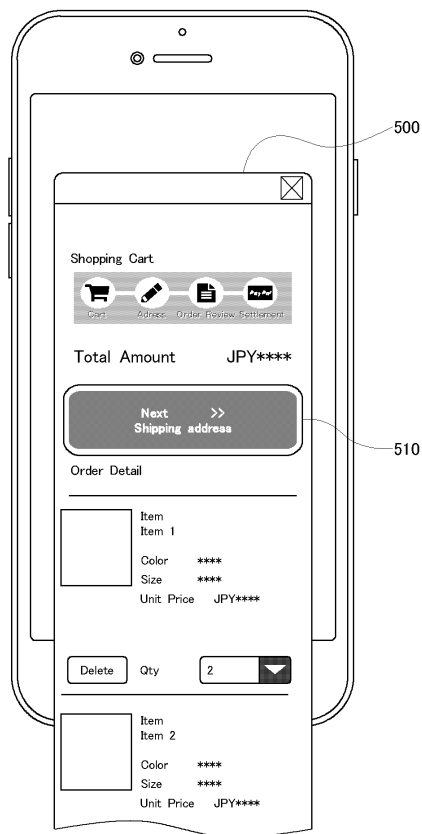 500
Shopping Cart
Cart Adress Order Review Settlement
PayPal
Total Amount JPY****
Next >>
Shipping address
510
Order Detail
Item
Item 1
Color ****
Size ****
Unit Price JPY****
Delete Qty 2
Item
Item 2
Color ****
Size ****
Unit Price JPY****